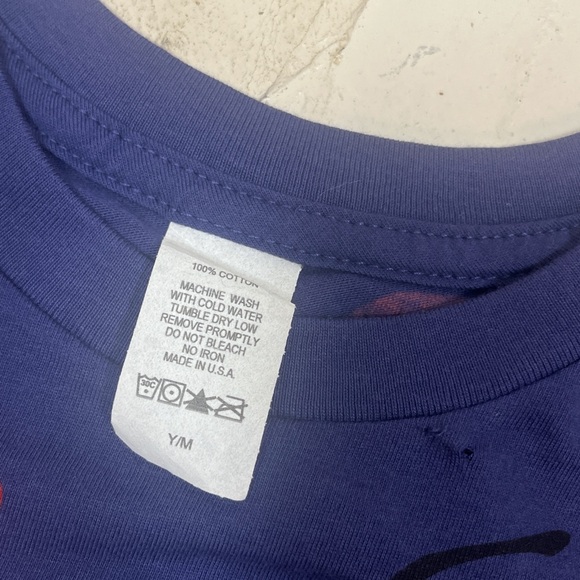 100% COTTON
MACHINE WASH
WITH COLD WATER
TUMBLE DRY LOW
REMOVE PROMPTLY
DO NOT BLEACH
NO IRON
MADE IN U.S.A.
30C
Y/M